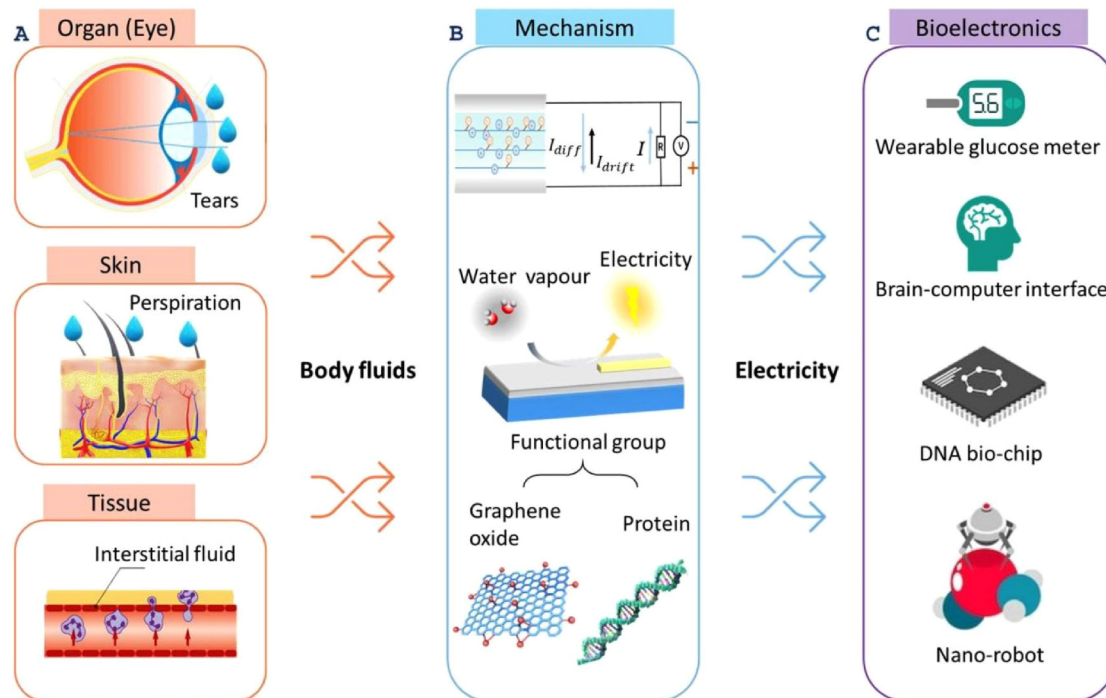 A
Organ (Eye)
Tears
Skin
Perspiration
Tissue
Interstitial fluid
Body fluids
B
Mechanism
I_diff
I_drift
I
R
V
+
Water vapour
Electricity
Functional group
Graphene
oxide
Protein
Electricity
C
Bioelectronics
5.6
Wearable glucose meter
Brain-computer interface
DNA bio-chip
Nano-robot